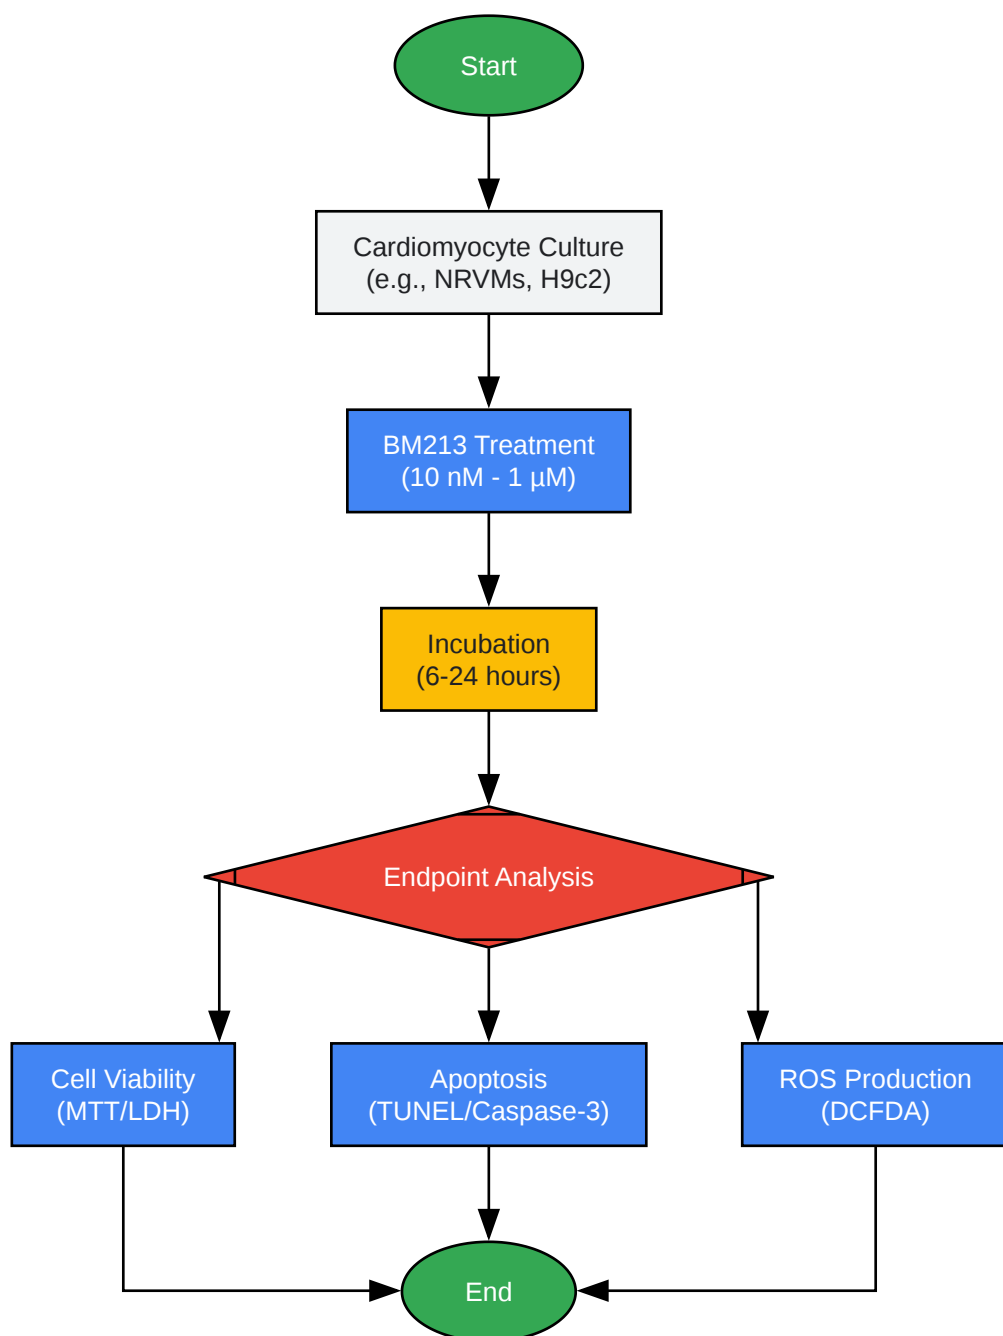 Start
Cardiomyocyte Culture
(e.g., NRVMs, H9c2)
BM213 Treatment
(10 nM - 1 µM)
Incubation
(6-24 hours)
Endpoint Analysis
Cell Viability
(MTT/LDH)
Apoptosis
(TUNEL/Caspase-3)
ROS Production
(DCFDA)
End